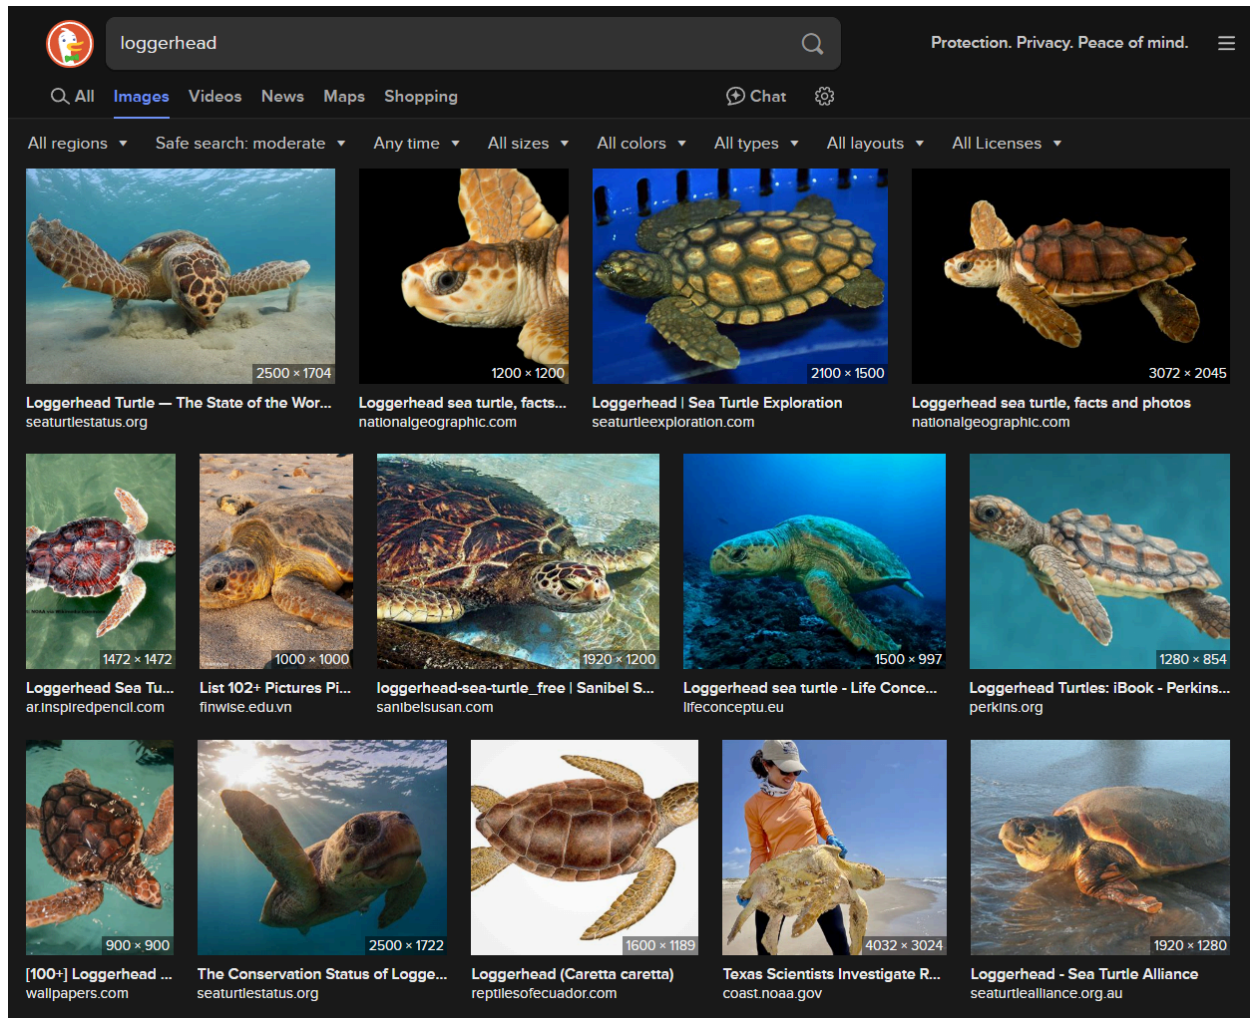 loggerhead
Protection. Privacy. Peace of mind.
All Images Videos News Maps Shopping
Chat
All regions Safe search: moderate Any time All sizes All colors All types All layouts All Licenses
2500 × 1704
1200 × 1200
2100 × 1500
3072 × 2045
Loggerhead Turtle — The State of the Wor...
seaturtlestatus.org
Loggerhead sea turtle, facts...
nationalgeographic.com
Loggerhead | Sea Turtle Exploration
seaturtleexploration.com
Loggerhead sea turtle, facts and photos
nationalgeographic.com
1472 × 1472
1000 × 1000
1920 × 1200
1500 × 997
1280 × 854
Loggerhead Sea Tu...
ar.inspiredpencil.com
List 102+ Pictures Pi...
finwise.edu.vn
loggerhead-sea-turtle_free | Sanibel S...
sanibelsusan.com
Loggerhead sea turtle - Life Conce...
lifeconceptu.eu
Loggerhead Turtles: iBook - Perkins...
perkins.org
900 × 900
2500 × 1722
1600 × 1189
4032 × 3024
1920 × 1280
[100+] Loggerhead ...
wallpapers.com
The Conservation Status of Logge...
seaturtlestatus.org
Loggerhead (Caretta caretta)
reptilesofecuador.com
Texas Scientists Investigate R...
coast.noaa.gov
Loggerhead - Sea Turtle Alliance
seaturtlealliance.org.au